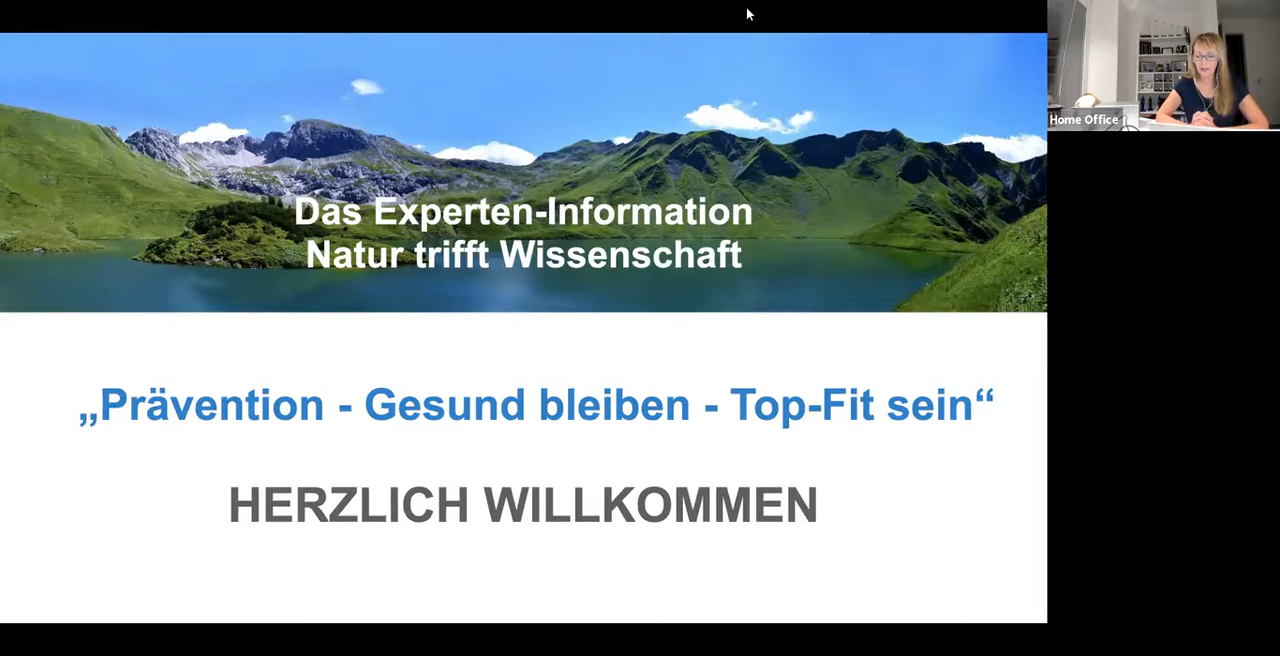 Das Experten-Information
Natur trifft Wissenschaft
Home Office
„Prävention - Gesund bleiben - Top-Fit sein“
HERZLICH WILLKOMMEN